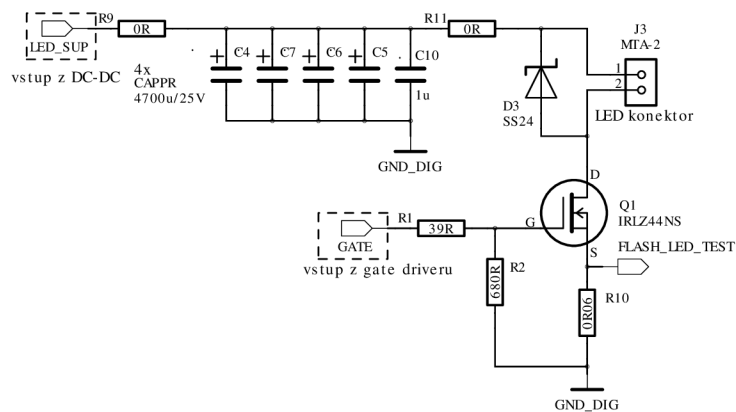 R9
0R
LED_SUP
vstup z DC-DC
C4
C7
C6
C5
C10
4x
CAPPR
4700u/25V
1u
GND_DIG
R11
0R
D3
SS24
J3
MTA-2
1
2
LED konektor
D
Q1
IRLZ44NS
G
S
FLASH_LED_TEST
GATE
vstup z gate driveru
R1
39R
R2
680R
R10
0R06
GND_DIG